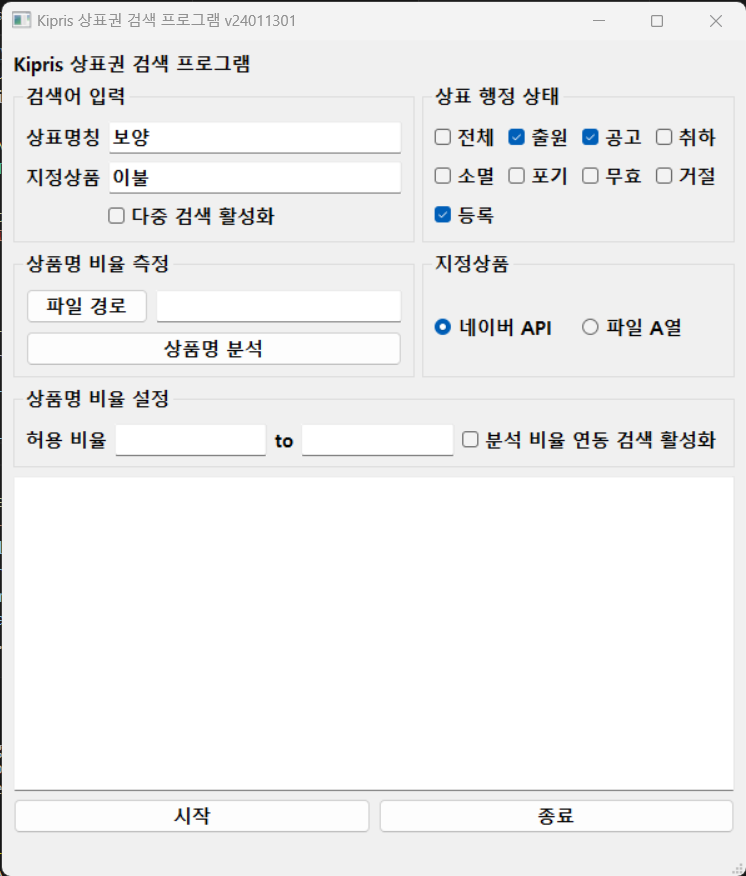 Kipris 상표권 검색 프로그램 v24011301
Kipris 상표권 검색 프로그램
검색어 입력
상표명칭 보양
지정상품 이불
다중 검색 활성화
상표 행정 상태
전체 출원 공고 취하
소멸 포기 무효 거절
등록
상품명 비율 측정
파일 경로
상품명 분석
지정상품
네이버 API 파일 A열
상품명 비율 설정
허용 비율 to 분석 비율 연동 검색 활성화
시작 종료